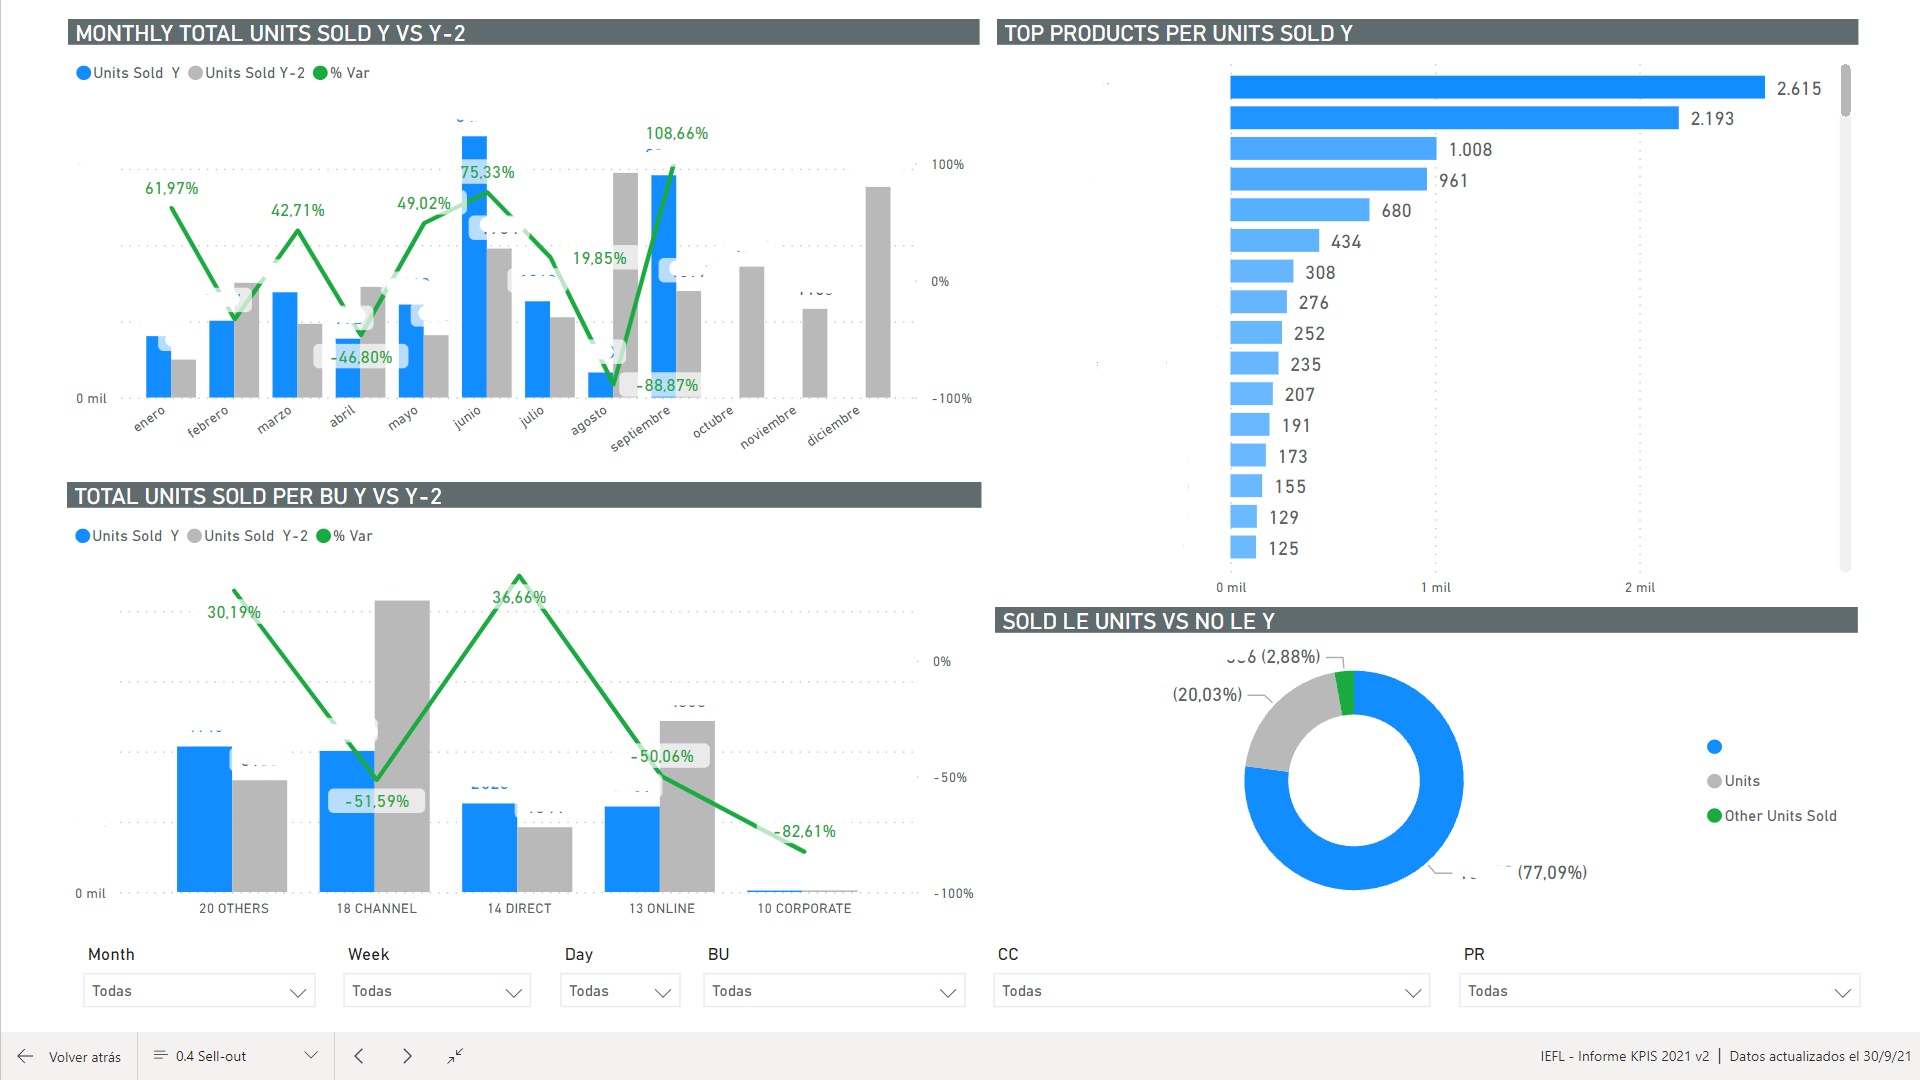 MONTHLY TOTAL UNITS SOLD Y VS Y-2
Units Sold Y Units Sold Y-2 % Var
108,66%
61,97%
75,33%
100%
42,71%
49,02%
19,85%
0%
-46,80%
-88,87%
0 mil
-100%
enero febrero marzo abril mayo junio julio agosto septiembre octubre noviembre diciembre
TOTAL UNITS SOLD PER BU Y VS Y-2
Units Sold Y Units Sold Y-2 % Var
30,19%
36,66%
0%
-50,06%
-50%
-51,59%
-82,61%
0 mil
-100%
20 OTHERS 18 CHANNEL 14 DIRECT 13 ONLINE 10 CORPORATE
TOP PRODUCTS PER UNITS SOLD Y
2.615
2.193
1.008
961
680
434
308
276
252
235
207
191
173
155
129
125
0 mil 1 mil 2 mil
SOLD LE UNITS VS NO LE Y
(2,88%)
(20,03%)
Units
Other Units Sold
(77,09%)
Month Week Day BU CC PR
Todas Todas Todas Todas Todas Todas
Volver atrás 0.4 Sell-out IEFL - Informe KPIS 2021 v2 | Datos actualizados el 30/9/21